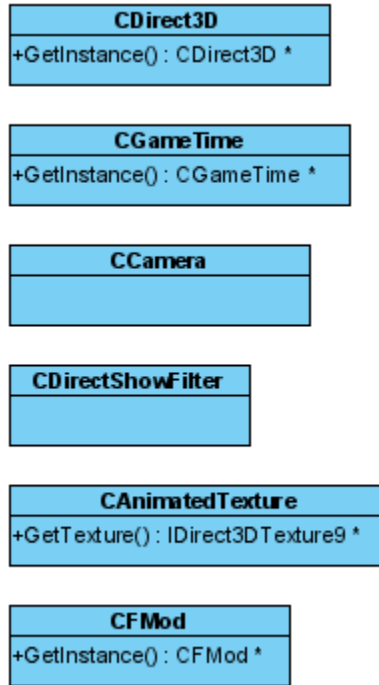 CDirect3D
+GetInstance() : CDirect3D *
CGameTime
+GetInstance() : CGameTime *
CCamera
CDirectShowFilter
CAnimatedTexture
+GetTexture() : IDirect3DTexture9 *
CFMod
+GetInstance() : CFMod *